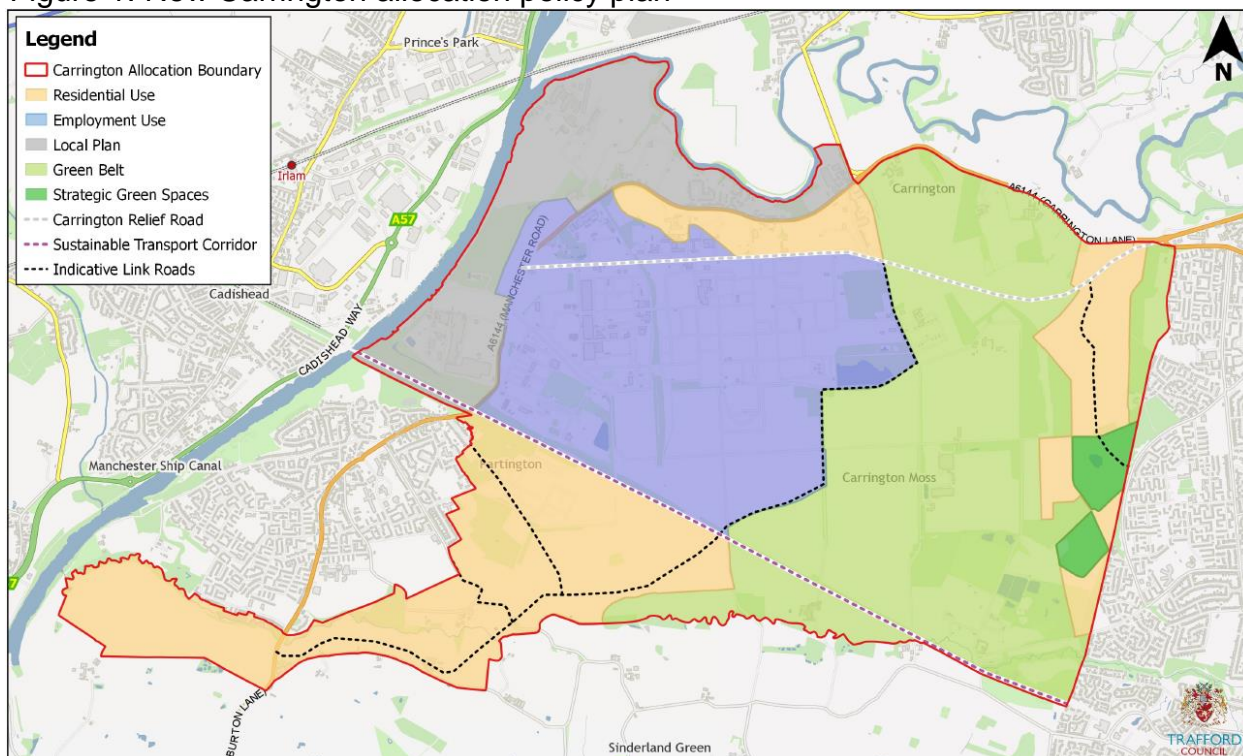 New Carrington allocation policy plan
Legend
Carrington Allocation Boundary
Residential Use
Employment Use
Local Plan
Green Belt
Strategic Green Spaces
Carrington Relief Road
Sustainable Transport Corridor
Indicative Link Roads
Prince's Park
N
Irlam
Carrington
A6144 (CARRINGTON LANE)
A57
A6144 (MANCHESTER ROAD)
Cadishead
CADISHEAD WAY
Manchester Ship Canal
Partington
Carrington Moss
BURTON LANE
Sinderland Green
TRAFFORD
COUNCIL